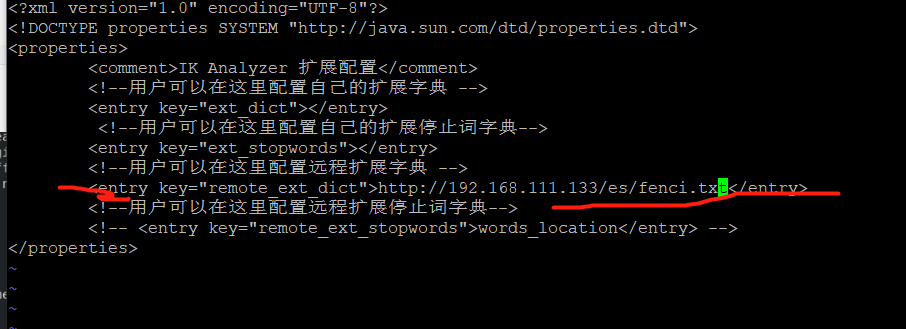 <?xml version="1.0" encoding="UTF-8"?>
<!DOCTYPE properties SYSTEM "http://java.sun.com/dtd/properties.dtd">
<properties>
        <comment>IK Analyzer 扩展配置</comment>
        <!--用户可以在这里配置自己的扩展字典 -->
        <entry key="ext_dict"></entry>
         <!--用户可以在这里配置自己的扩展停止词字典-->
        <entry key="ext_stopwords"></entry>
        <!--用户可以在这里配置远程扩展字典 -->
        <entry key="remote_ext_dict">http://192.168.111.133/es/fenci.txt</entry>
        <!--用户可以在这里配置远程扩展停止词字典-->
        <!-- <entry key="remote_ext_stopwords">words_location</entry> -->
</properties>
~
~
~
~